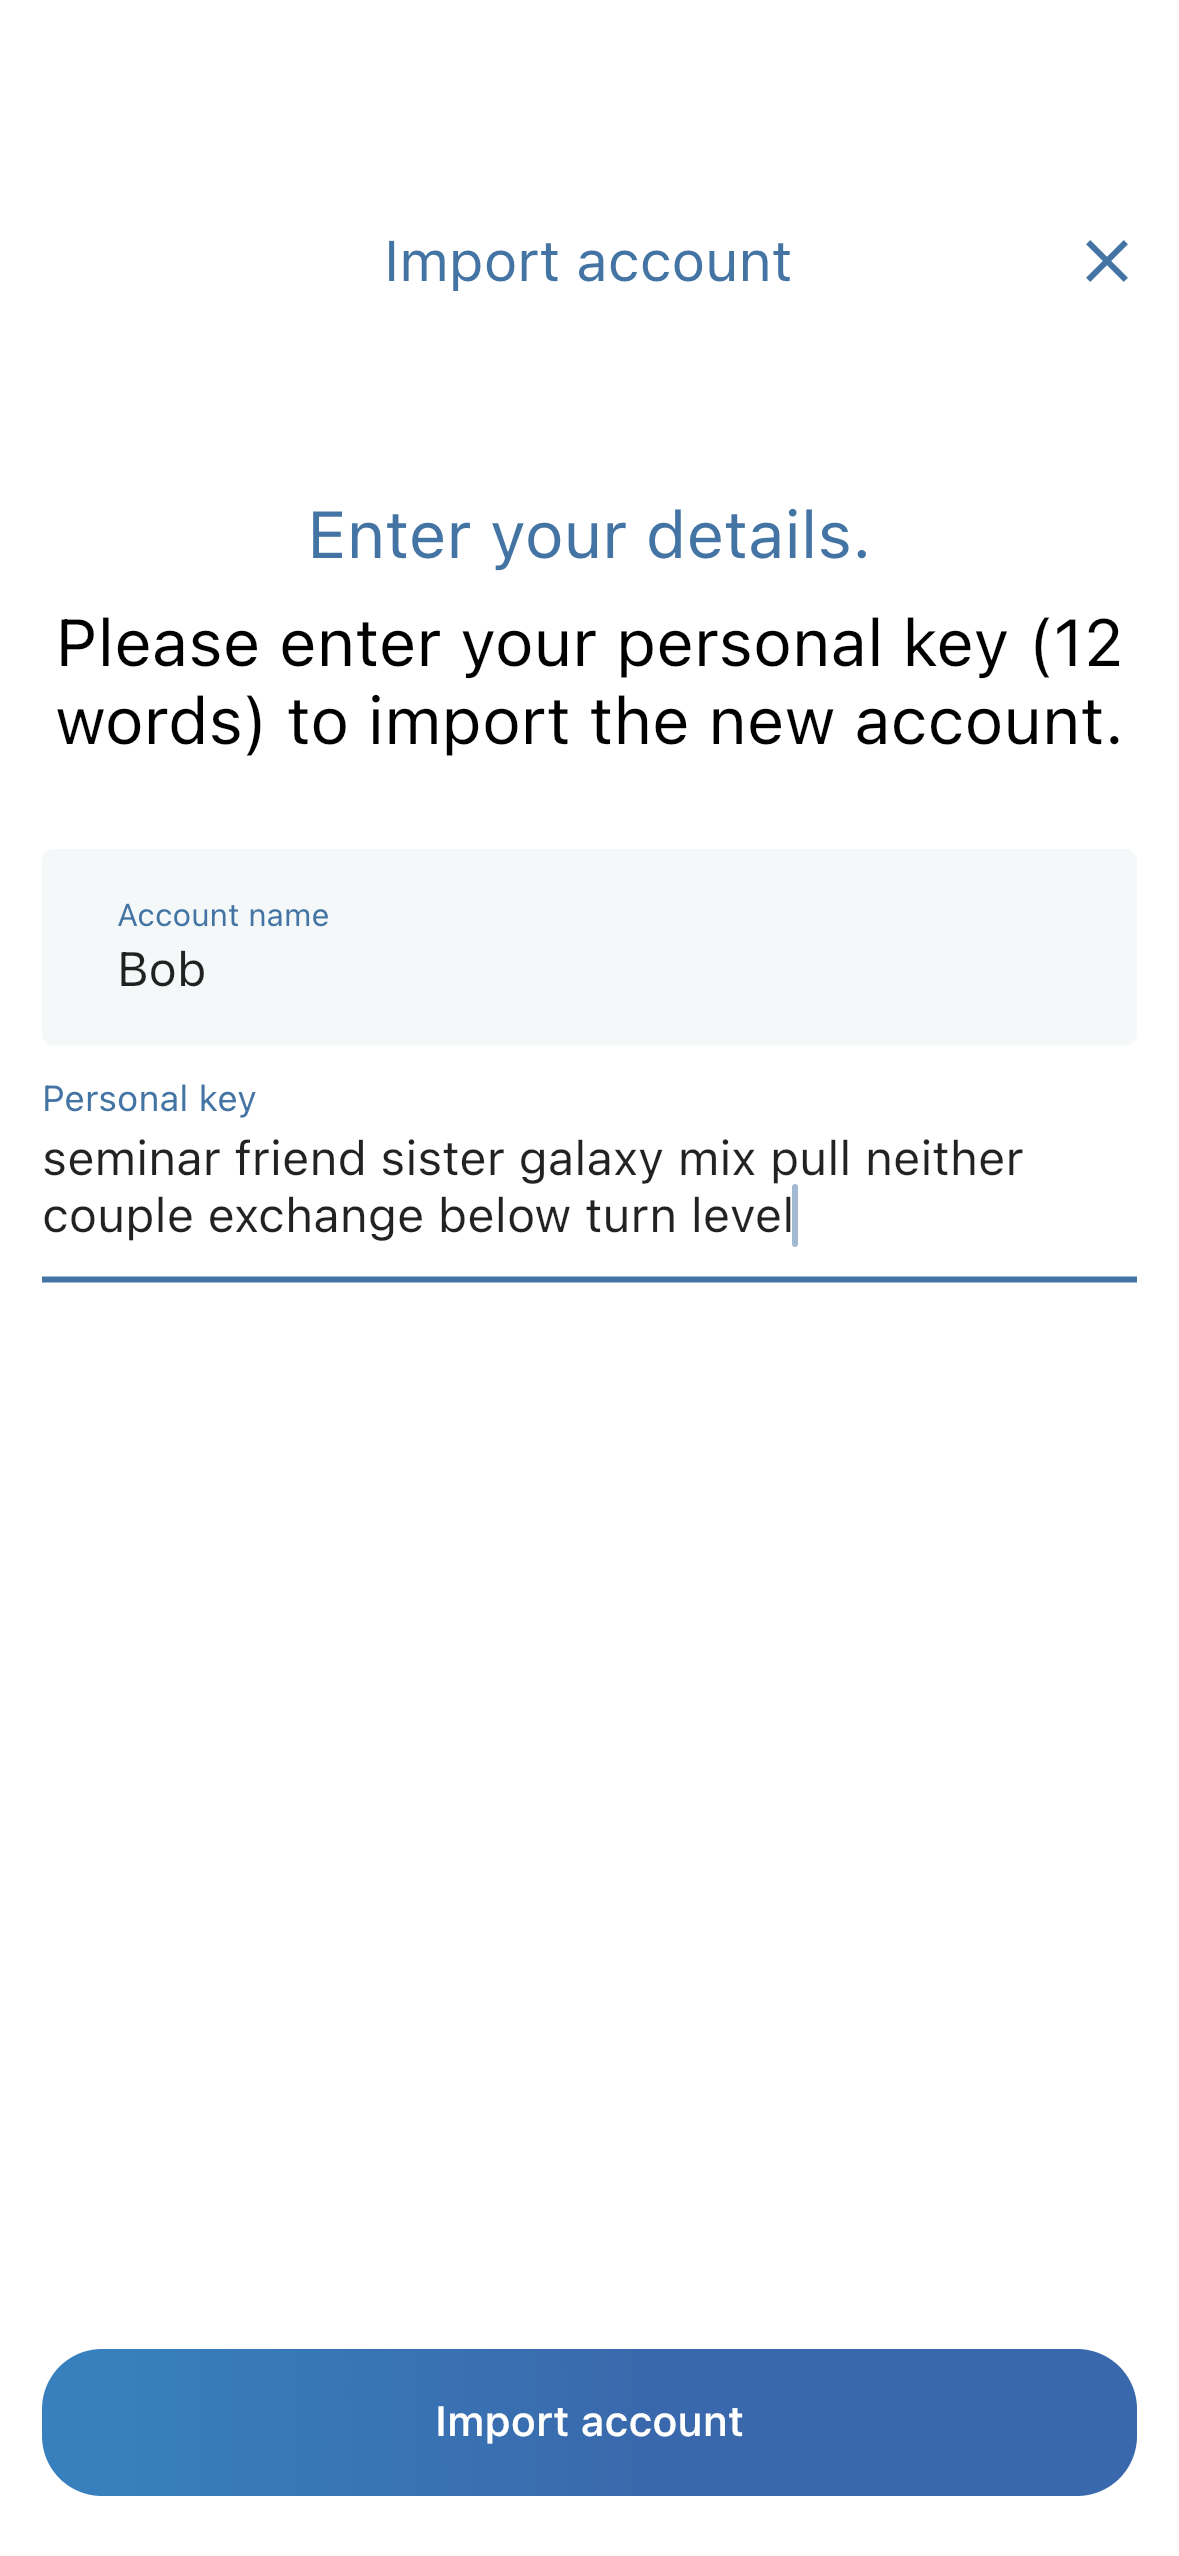 Import account
Enter your details.
Please enter your personal key (12
words) to import the new account.
Account name
Bob
Personal key
seminar friend sister galaxy mix pull neither
couple exchange below turn level
Import account